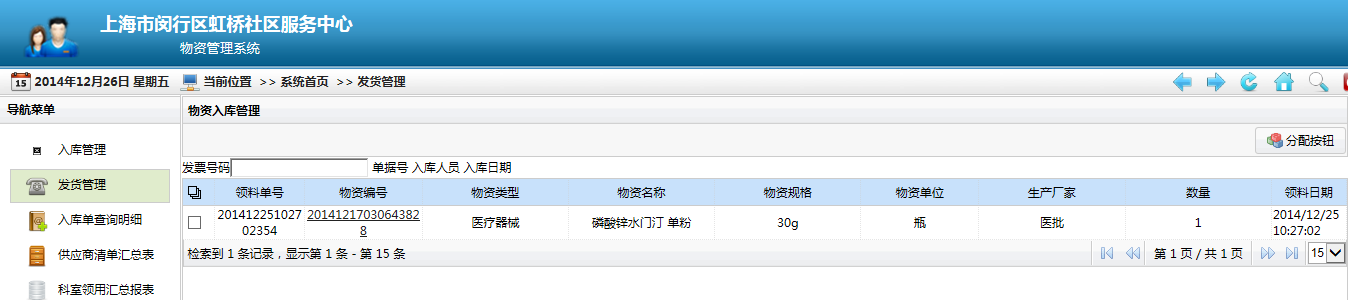 上海市闵行区虹桥社区服务中心
物资管理系统
15 2014年12月26日 星期五 当前位置 >> 系统首页 >> 发货管理
导航菜单
入库管理
发货管理
入库单查询明细
供应商清单汇总表
科室领用汇总报表
物资入库管理
分配按钮
发票号码 单据号 入库人员 入库日期
领料单号 物资编号 物资类型 物资名称 物资规格 物资单位 生产厂家 数量 领料日期
201412251027 2014121703064382 医疗器械 磷酸锌水门汀 单粉 30g 瓶 医批 1 2014/12/25
02354 8 10:27:02
检索到 1 条记录，显示第 1 条 - 第 15 条 第 1 页 / 共 1 页 15